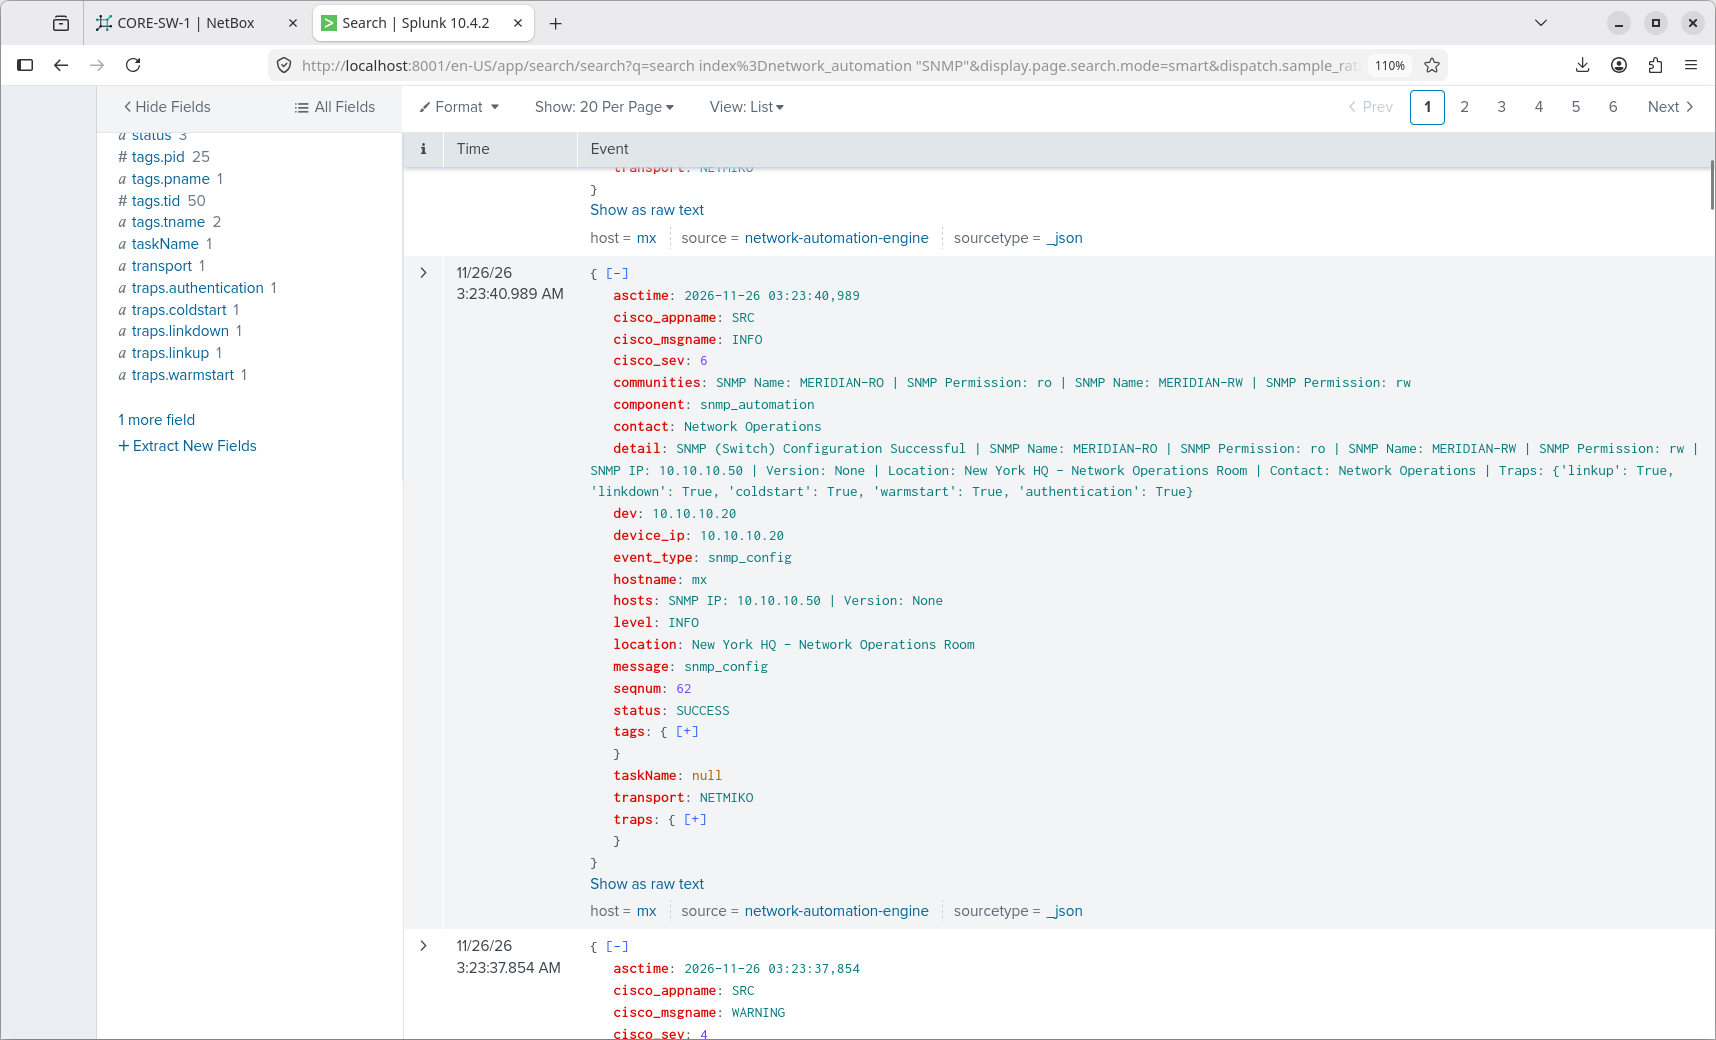 CORE-SW-1 | NetBox
Search | Splunk 10.4.2
http://localhost:8001/en-US/app/search/search?q=search index%3Dnetwork_automation "SNMP"&display.page.search.mode=smart&dispatch.sample_rat
110%
Hide Fields
All Fields
Format
Show: 20 Per Page
View: List
Prev
1
2
3
4
5
6
Next
a status 3
# tags.pid 25
a tags.pname 1
# tags.tid 50
a tags.tname 2
a taskName 1
a transport 1
a traps.authentication 1
a traps.coldstart 1
a traps.linkdown 1
a traps.linkup 1
a traps.warmstart 1
1 more field
+ Extract New Fields
i
Time
Event
transport: NETMIKO
}
Show as raw text
host = mx
source = network-automation-engine
sourcetype = _json
11/26/26
3:23:40.989 AM
{ [-]
asctime: 2026-11-26 03:23:40,989
cisco_appname: SRC
cisco_msgname: INFO
cisco_sev: 6
communities: SNMP Name: MERIDIAN-RO | SNMP Permission: ro | SNMP Name: MERIDIAN-RW | SNMP Permission: rw
component: snmp_automation
contact: Network Operations
detail: SNMP (Switch) Configuration Successful | SNMP Name: MERIDIAN-RO | SNMP Permission: ro | SNMP Name: MERIDIAN-RW | SNMP Permission: rw |
SNMP IP: 10.10.10.50 | Version: None | Location: New York HQ - Network Operations Room | Contact: Network Operations | Traps: {'linkup': True,
'linkdown': True, 'coldstart': True, 'warmstart': True, 'authentication': True}
dev: 10.10.10.20
device_ip: 10.10.10.20
event_type: snmp_config
hostname: mx
hosts: SNMP IP: 10.10.10.50 | Version: None
level: INFO
location: New York HQ - Network Operations Room
message: snmp_config
seqnum: 62
status: SUCCESS
tags: { [+]
}
taskName: null
transport: NETMIKO
traps: { [+]
}
}
Show as raw text
host = mx
source = network-automation-engine
sourcetype = _json
11/26/26
3:23:37.854 AM
{ [-]
asctime: 2026-11-26 03:23:37,854
cisco_appname: SRC
cisco_msgname: WARNING
cisco_sev: 4